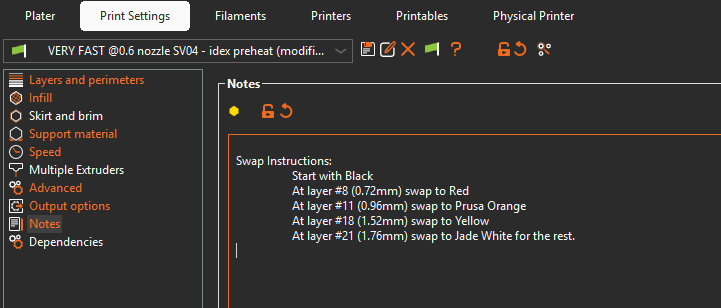 Plater Print Settings Filaments Printers Printables Physical Printer
VERY FAST @0.6 nozzle SV04 - idex preheat (modifi...
Layers and perimeters
Infill
Skirt and brim
Support material
Speed
Multiple Extruders
Advanced
Output options
Notes
Dependencies
Notes
Swap Instructions:
Start with Black
At layer #8 (0.72mm) swap to Red
At layer #11 (0.96mm) swap to Prusa Orange
At layer #18 (1.52mm) swap to Yellow
At layer #21 (1.76mm) swap to Jade White for the rest.